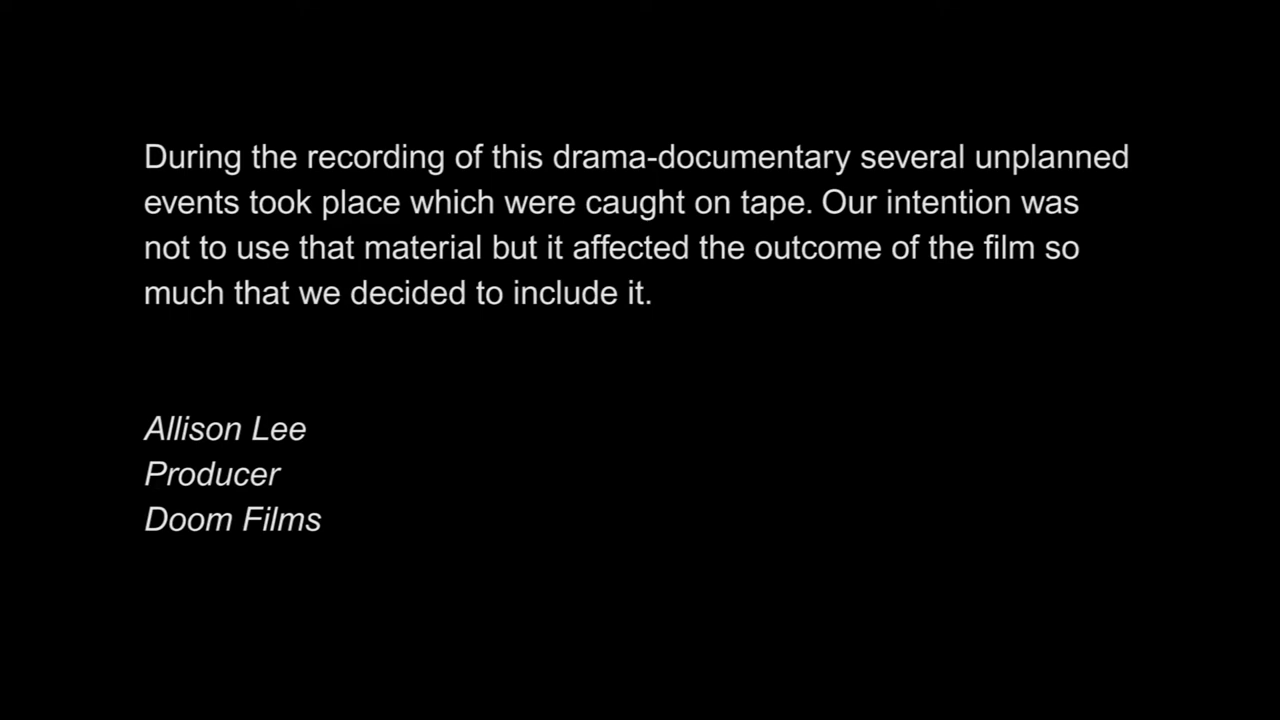 During the recording of this drama-documentary several unplanned
events took place which were caught on tape. Our intention was
not to use that material but it affected the outcome of the film so
much that we decided to include it.
Allison Lee
Producer
Doom Films